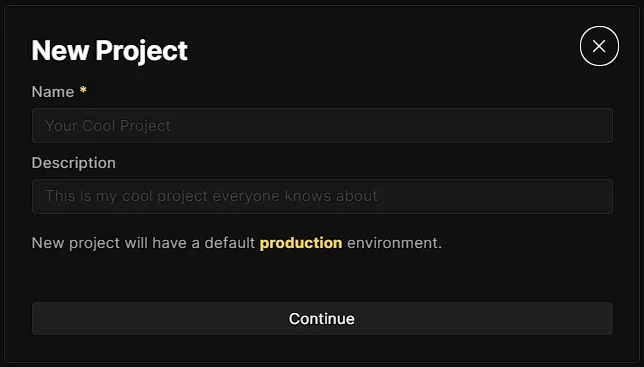 New Project
Name *
Your Cool Project
Description
This is my cool project everyone knows about
New project will have a default production environment.
Continue